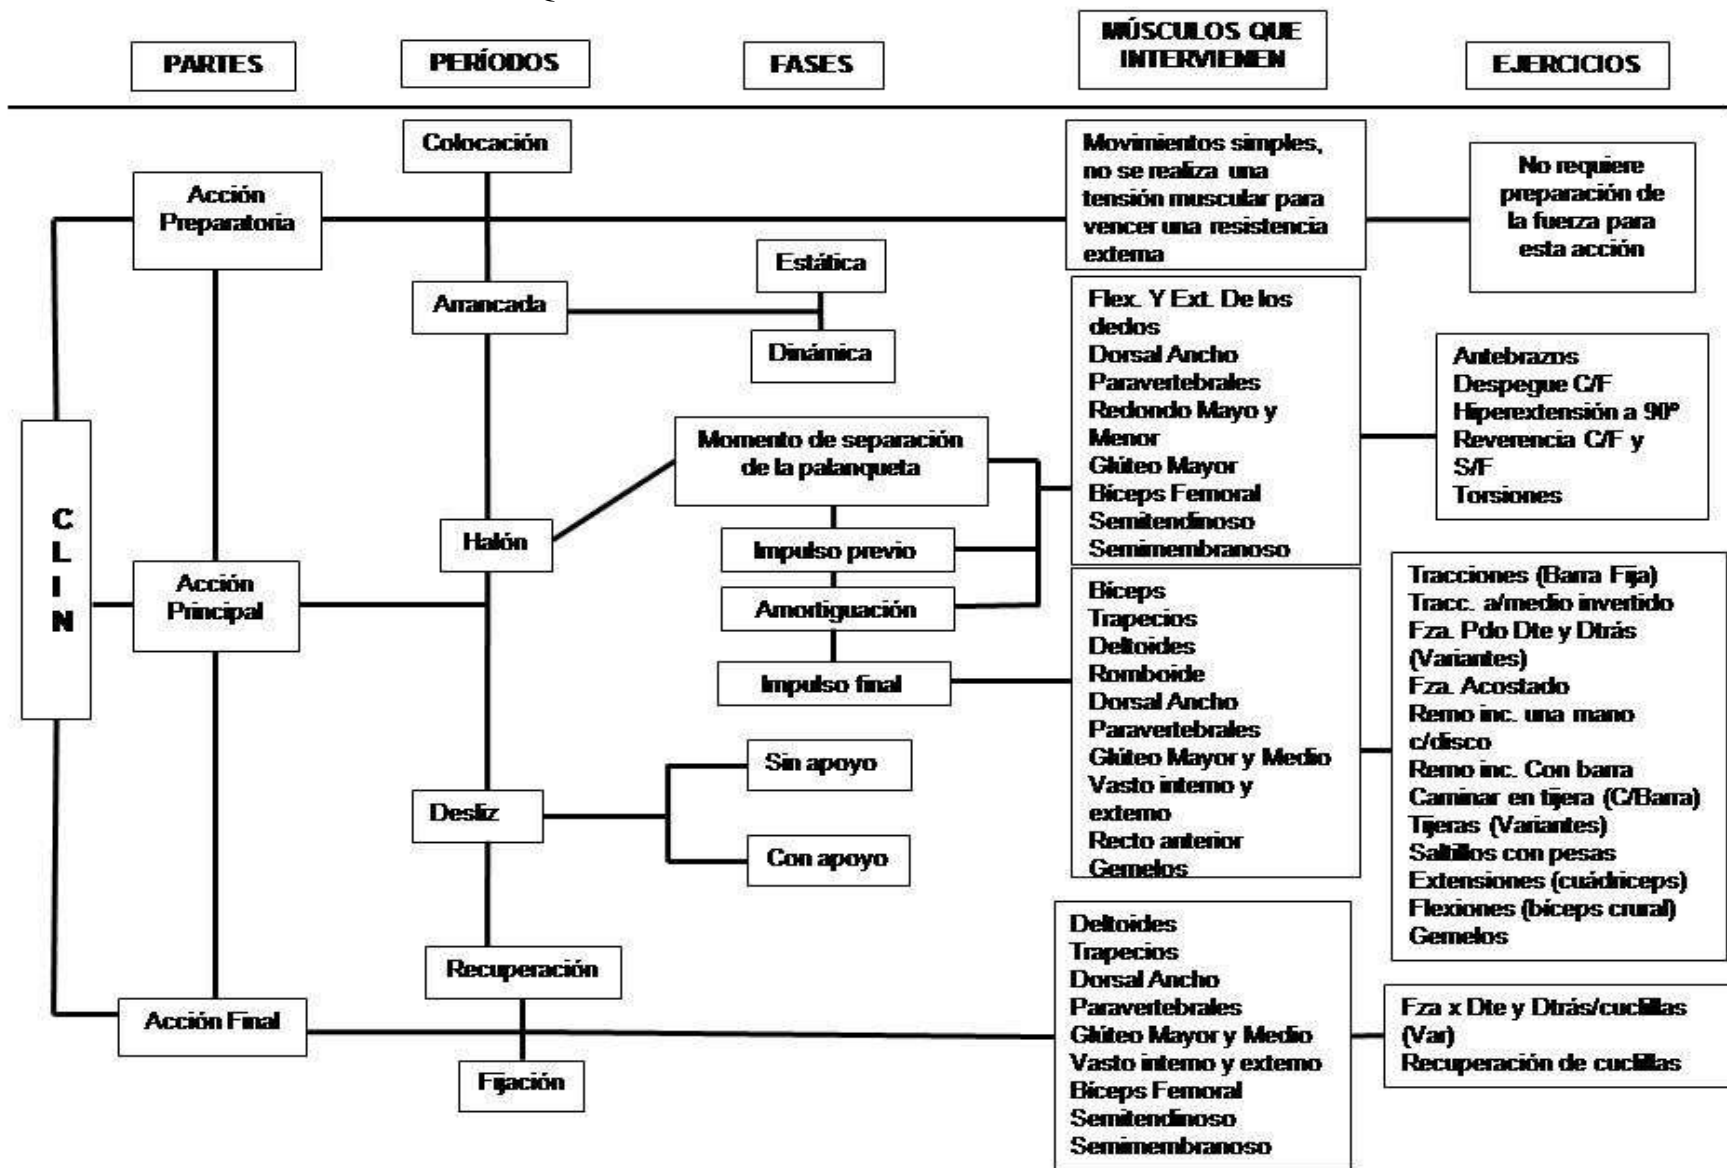 PARTES
PERÍODOS
FASES
MÚSCULOS QUE
INTERVIENEN
EJERCICIOS
CLIN
Acción
Preparatoria
Acción
Principal
Acción Final
Colocación
Arrancada
Halón
Desliz
Recuperación
Fijación
Estática
Dinámica
Momento de separación
de la palanqueta
Impulso previo
Amortiguación
Impulso final
Sin apoyo
Con apoyo
Movimientos simples,
no se realiza una
tensión muscular para
vencer una resistencia
externa
Flex. Y Ext. De los
dedos
Dorsal Ancho
Paravertebrales
Redondo Mayo y
Menor
Glúteo Mayor
Bíceps Femoral
Semitendinoso
Semimembranoso
Bíceps
Trapecios
Deltoides
Romboide
Dorsal Ancho
Paravertebrales
Glúteo Mayor y Medio
Vasto interno y
externo
Recto anterior
Gemelos
Deltoides
Trapecios
Dorsal Ancho
Paravertebrales
Glúteo Mayor y Medio
Vasto interno y externo
Bíceps Femoral
Semitendinoso
Semimembranoso
No requiere
preparación de
la fuerza para
esta acción
Antebrazos
Despegue C/F
Hiperextensión a 90º
Reverencia C/F y
S/F
Torsiones
Tracciones (Barra Fija)
Tracc. a/medio invertido
Fza. Pdo Dte y Dtrás
(Variantes)
Fza. Acostado
Remo inc. una mano
c/disco
Remo inc. Con barra
Caminar en tijera (C/Barra)
Tijeras (Variantes)
Saltillos con pesas
Extensiones (cuádriceps)
Flexiones (bíceps crural)
Gemelos
Fza x Dte y Dtrás/cuclillas
(Var)
Recuperación de cuclillas